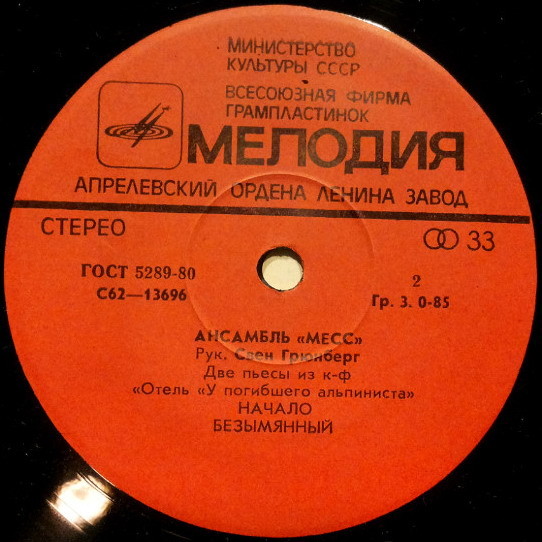 МИНИСТЕРСТВО
КУЛЬТУРЫ СССР
ВСЕСОЮЗНАЯ ФИРМА
ГРАМПЛАСТИНОК
МЕЛОДИЯ
АПРЕЛЕВСКИЙ ОРДЕНА ЛЕНИНА ЗАВОД
СТЕРЕО
33
ГОСТ 5289-80
С62—13696
2
Гр. 3. 0-85
АНСАМБЛЬ «МЕСС»
Рук. Свен Грюнберг
Две пьесы из к-ф
«Отель «У погибшего альпиниста»
НАЧАЛО
БЕЗЫМЯННЫЙ